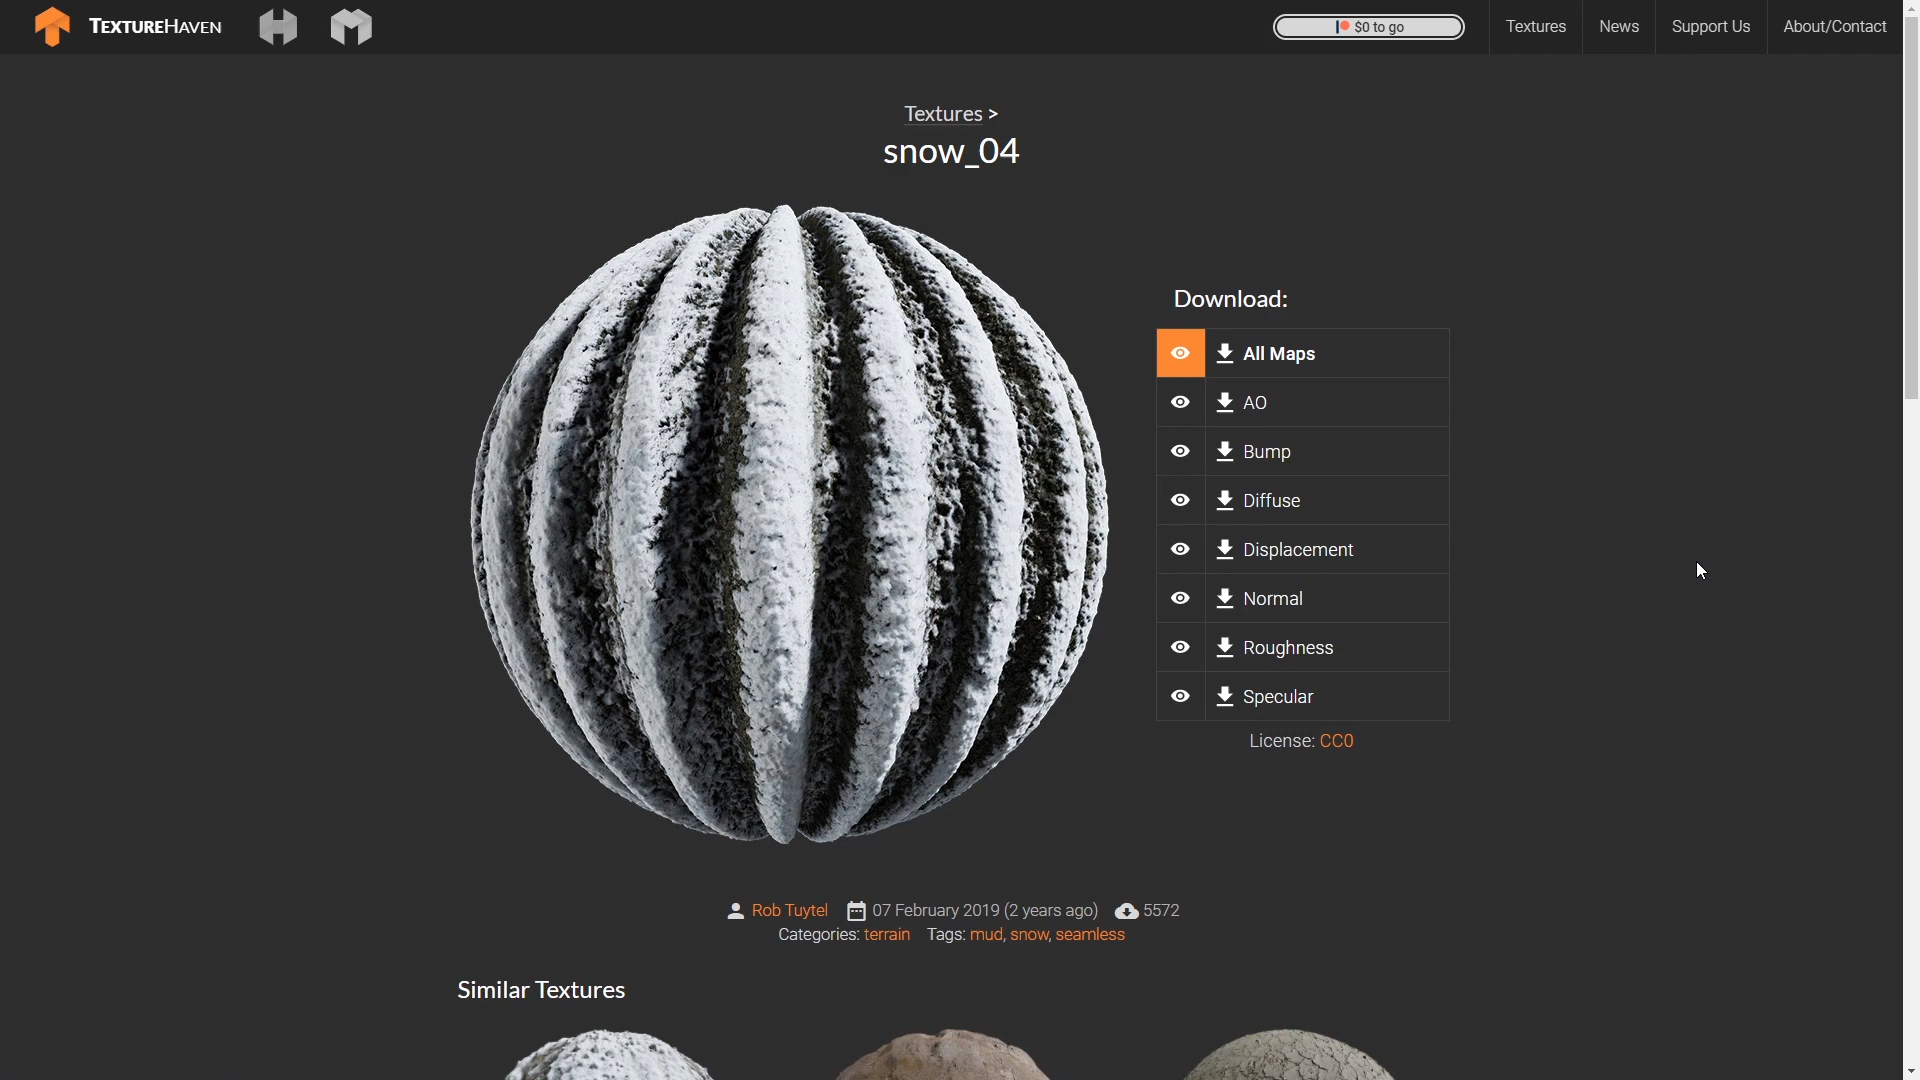 TEXTUREHAVEN
$0 to go
Textures
News
Support Us
About/Contact
Textures >
snow_04
Download:
All Maps
AO
Bump
Diffuse
Displacement
Normal
Roughness
Specular
License: CC0
Rob Tuytel 07 February 2019 (2 years ago) 5572
Categories: terrain Tags: mud, snow, seamless
Similar Textures